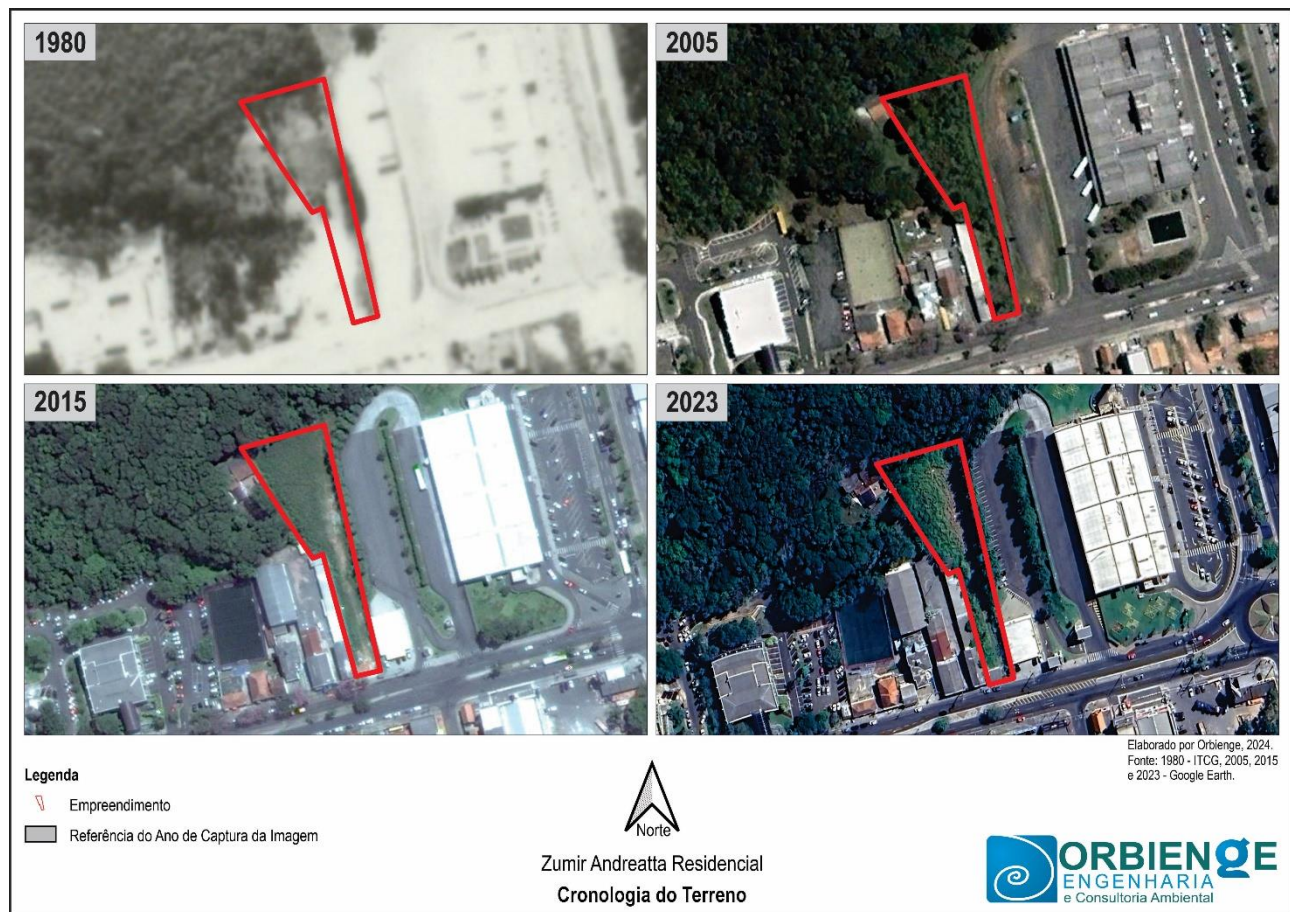 1980
2005
2015
2023
Elaborado por Orbienge, 2024.
Fonte: 1980 - ITCG, 2005, 2015
e 2023 - Google Earth.
Legenda
Empreendimento
Referência do Ano de Captura da Imagem
Norte
Zumir Andreatta Residencial
Cronologia do Terreno
ORBIENGE
ENGENHARIA
e Consultoria Ambiental